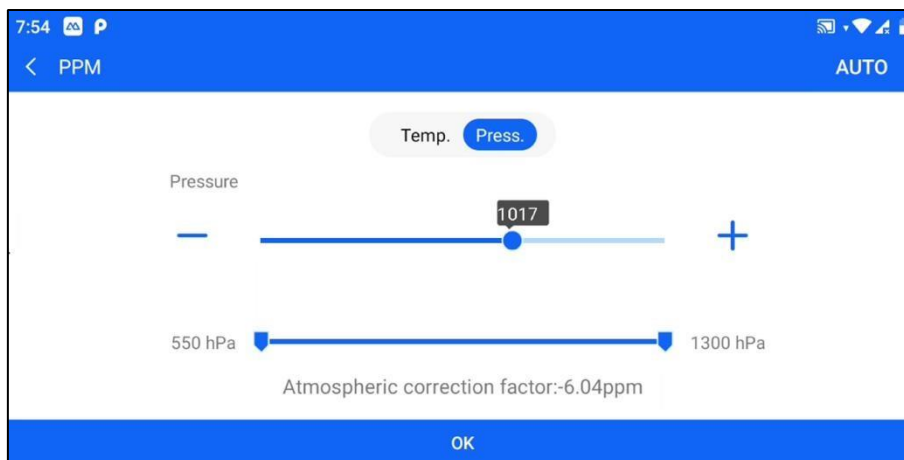 7:54
PPM AUTO
Temp. Press.
Pressure
1017
550 hPa 1300 hPa
Atmospheric correction factor:-6.04ppm
OK